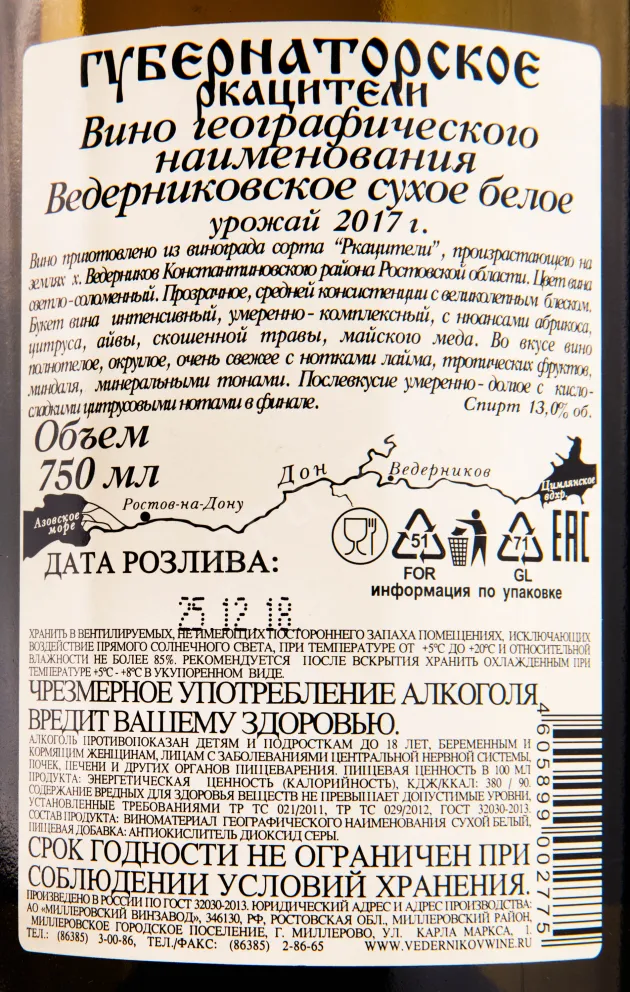 ГУБЕРНАТОРСКОЕ
РКАЦИТЕЛИ
Вино географического
наименования
Ведерниковское сухое белое
урожай 2017 г.
Вино приготовлено из винограда сорта "Ркацители", произрастающего на
землях х. Ведерников Константиновского района Ростовской области. Цвет вина
светло-соломенный. Прозрачное, средней консистенции с великолепным блеском.
Букет вина интенсивный, умеренно-комплексный, с нюансами абрикоса,
цитруса, айвы, скошенной травы, майского меда. Во вкусе вино
полнотелое, округлое, очень свежее с нотками лайма, тропических фруктов,
миндаля, минеральными тонами. Послевкусие умеренно-долгое с кисло-
сладкими цитрусовыми нотами в финале. Спирт 13,0% об.
Объем
750 мл
Дон
Ведерников
Цимлянское
вдхр.
Ростов-на-Дону
Азовское
море
51
FOR
71
GL
EAC
информация по упаковке
ДАТА РОЗЛИВА:
25 12 18
ХРАНИТЬ В ВЕНТИЛИРУЕМЫХ, НЕ ИМЕЮЩИХ ПОСТОРОННЕГО ЗАПАХА ПОМЕЩЕНИЯХ, ИСКЛЮЧАЮЩИХ
ВОЗДЕЙСТВИЕ ПРЯМОГО СОЛНЕЧНОГО СВЕТА, ПРИ ТЕМПЕРАТУРЕ ОТ +5°С ДО +20°С И ОТНОСИТЕЛЬНОЙ
ВЛАЖНОСТИ НЕ БОЛЕЕ 85%. РЕКОМЕНДУЕТСЯ ПОСЛЕ ВСКРЫТИЯ ХРАНИТЬ ОХЛАЖДЕННЫМ ПРИ
ТЕМПЕРАТУРЕ +5°С - +8°С В УКУПОРЕННОМ ВИДЕ.
ЧРЕЗМЕРНОЕ УПОТРЕБЛЕНИЕ АЛКОГОЛЯ
ВРЕДИТ ВАШЕМУ ЗДОРОВЬЮ.
АЛКОГОЛЬ ПРОТИВОПОКАЗАН ДЕТЯМ И ПОДРОСТКАМ ДО 18 ЛЕТ, БЕРЕМЕННЫМ И
КОРМЯЩИМ ЖЕНЩИНАМ, ЛИЦАМ С ЗАБОЛЕВАНИЯМИ ЦЕНТРАЛЬНОЙ НЕРВНОЙ СИСТЕМЫ,
ПОЧЕК, ПЕЧЕНИ И ДРУГИХ ОРГАНОВ ПИЩЕВАРЕНИЯ. ПИЩЕВАЯ ЦЕННОСТЬ В 100 МЛ
ПРОДУКТА: ЭНЕРГЕТИЧЕСКАЯ ЦЕННОСТЬ (КАЛОРИЙНОСТЬ), КДЖ/ККАЛ: 380 / 90.
СОДЕРЖАНИЕ ВРЕДНЫХ ДЛЯ ЗДОРОВЬЯ ВЕЩЕСТВ НЕ ПРЕВЫШАЕТ ДОПУСТИМЫЕ УРОВНИ,
УСТАНОВЛЕННЫЕ ТРЕБОВАНИЯМИ ТР ТС 021/2011, ТР ТС 029/2012, ГОСТ 32030-2013.
СОСТАВ ПРОДУКТА: ВИНОМАТЕРИАЛ ГЕОГРАФИЧЕСКОГО НАИМЕНОВАНИЯ СУХОЙ БЕЛЫЙ,
ПИЩЕВАЯ ДОБАВКА: АНТИОКИСЛИТЕЛЬ ДИОКСИД СЕРЫ.
СРОК ГОДНОСТИ НЕ ОГРАНИЧЕН ПРИ
СОБЛЮДЕНИИ УСЛОВИЙ ХРАНЕНИЯ.
ПРОИЗВЕДЕНО В РОССИИ ПО ГОСТ 32030-2013. ЮРИДИЧЕСКИЙ АДРЕС И АДРЕС ПРОИЗВОДСТВА:
АО «МИЛЛЕРОВСКИЙ ВИНЗАВОД», 346130, РФ, РОСТОВСКАЯ ОБЛ., МИЛЛЕРОВСКИЙ РАЙОН,
МИЛЛЕРОВСКОЕ ГОРОДСКОЕ ПОСЕЛЕНИЕ, Г. МИЛЛЕРОВО, УЛ. КАРЛА МАРКСА, 1.
ТЕЛ.: (86385) 3-00-86, ТЕЛ./ФАКС: (86385) 2-86-65 WWW.VEDERNIKOVWINE.RU
4 605899 002775